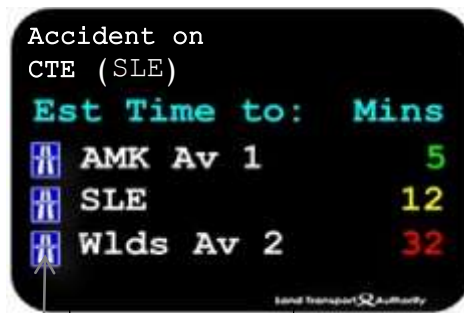 Accident on
CTE (SLE)
Est Time to: Mins
AMK Av 1 5
SLE 12
Wlds Av 2 32
Land Transport Authority